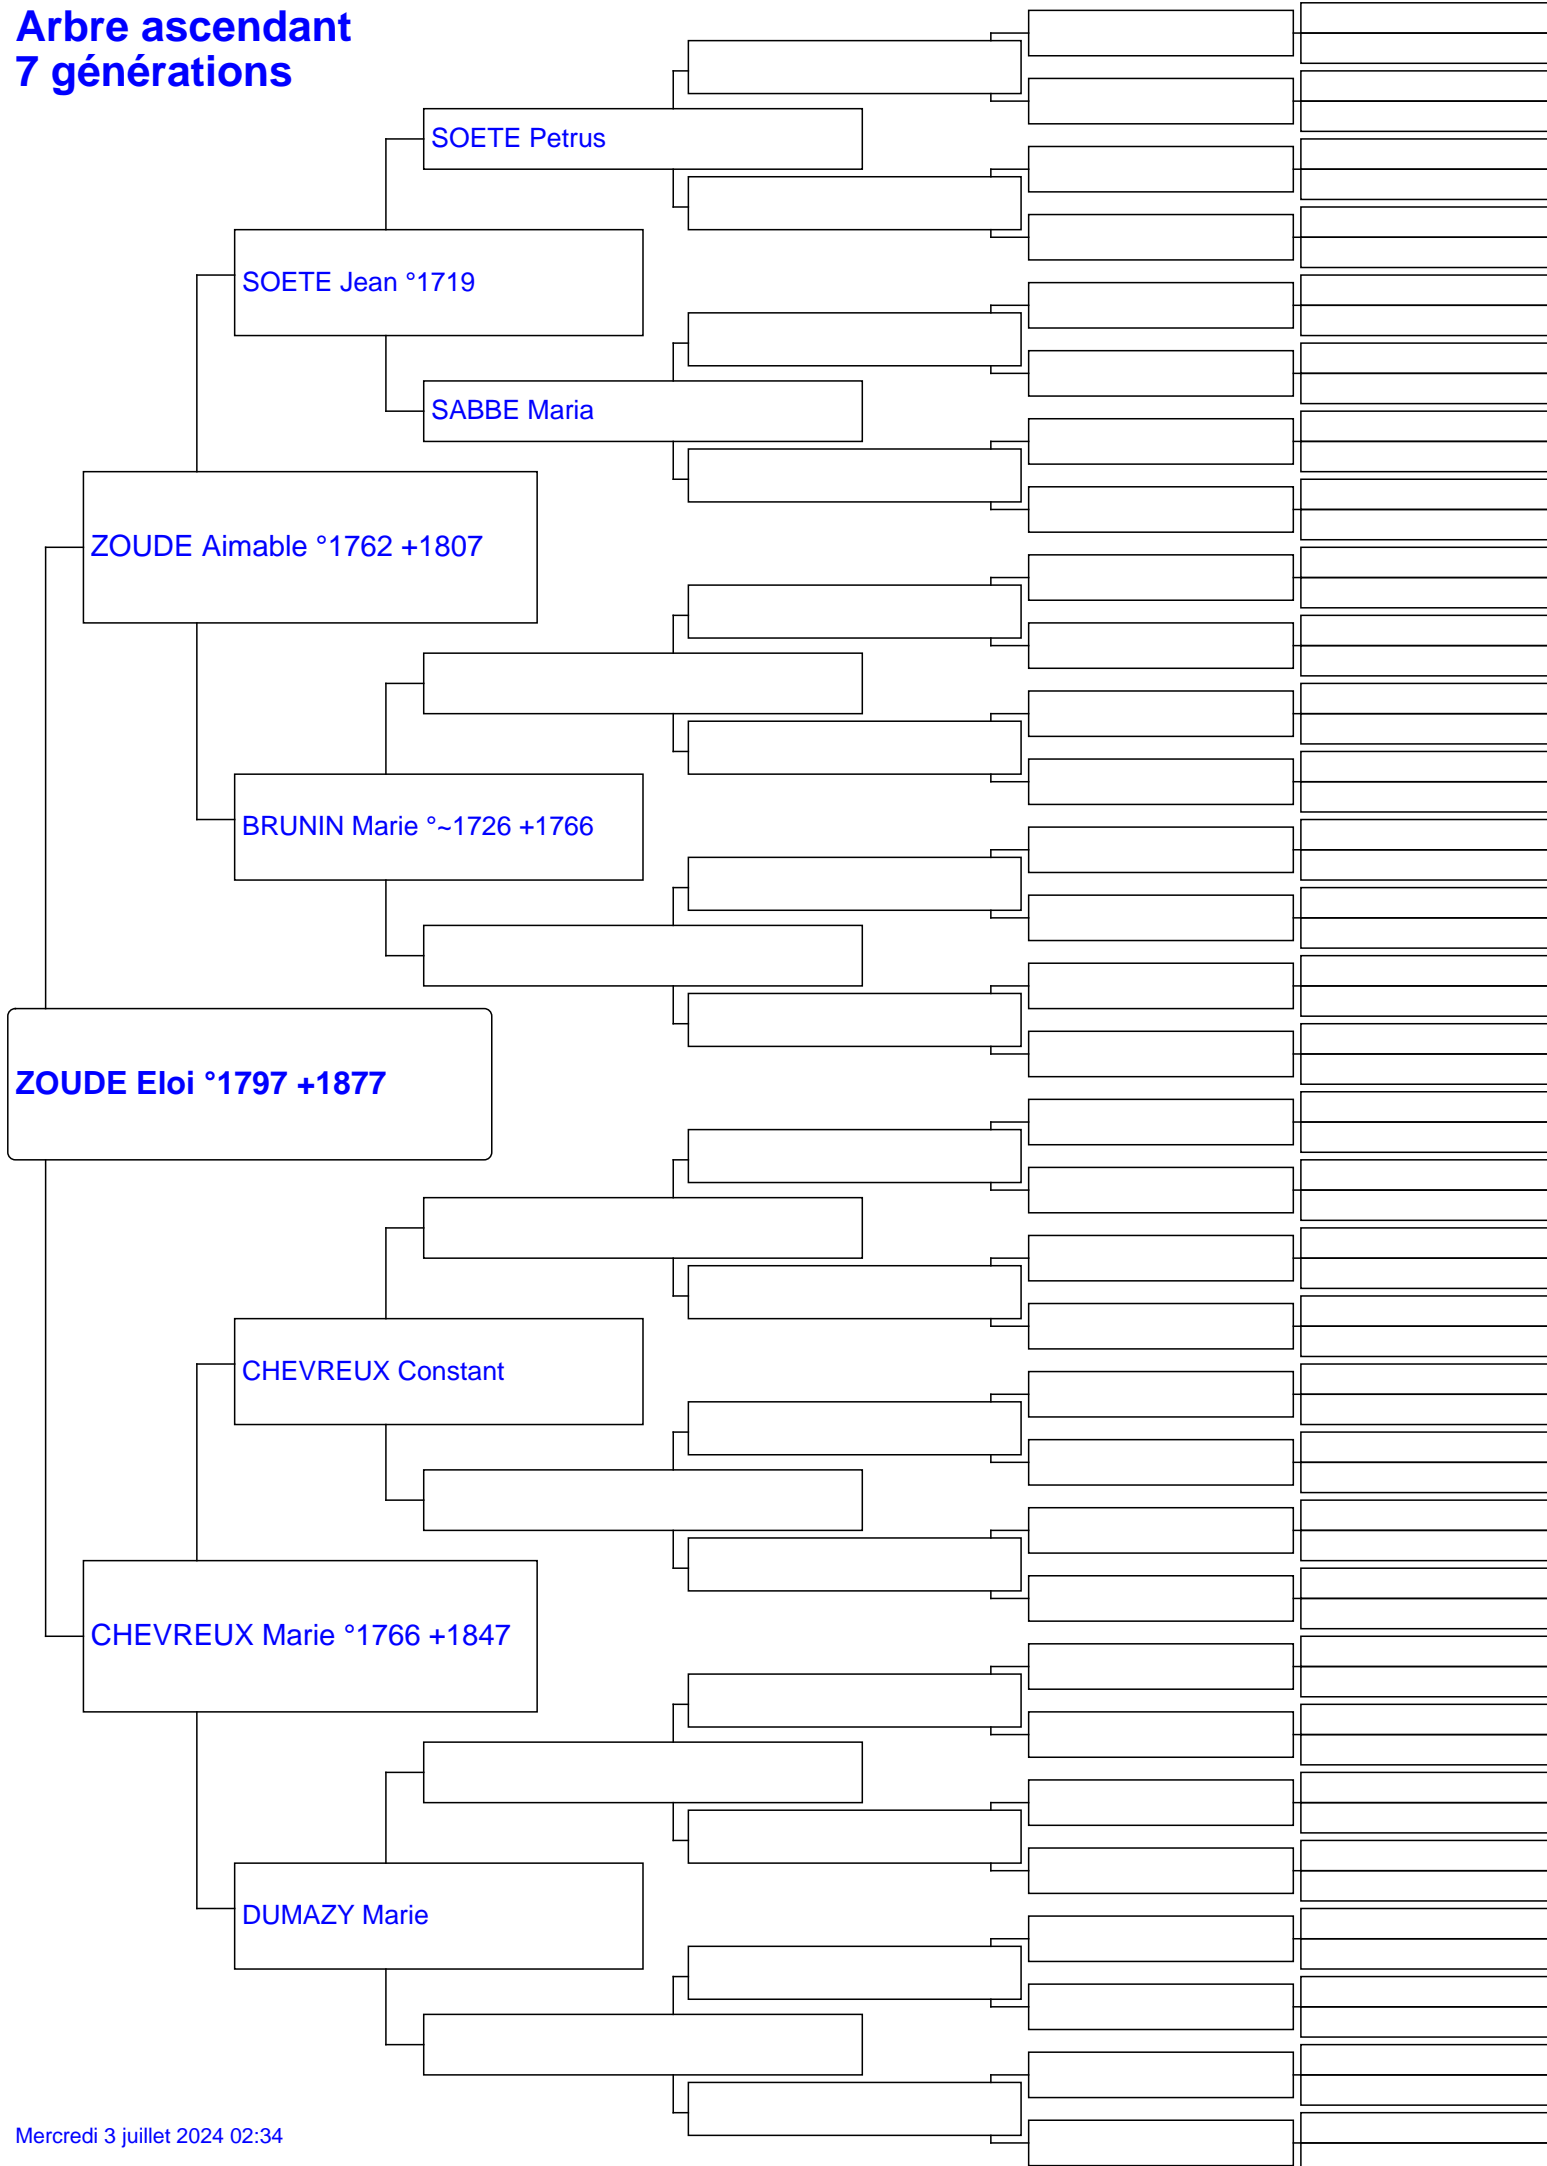 Arbre ascendant
7 générations
SOETE Petrus
SOETE Jean °1719
SABBE Maria
ZOUDE Aimable °1762 +1807
BRUNIN Marie °~1726 +1766
ZOUDE Eloi °1797 +1877
CHEVREUX Constant
CHEVREUX Marie °1766 +1847
DUMAZY Marie
Mercredi 3 juillet 2024 02:34